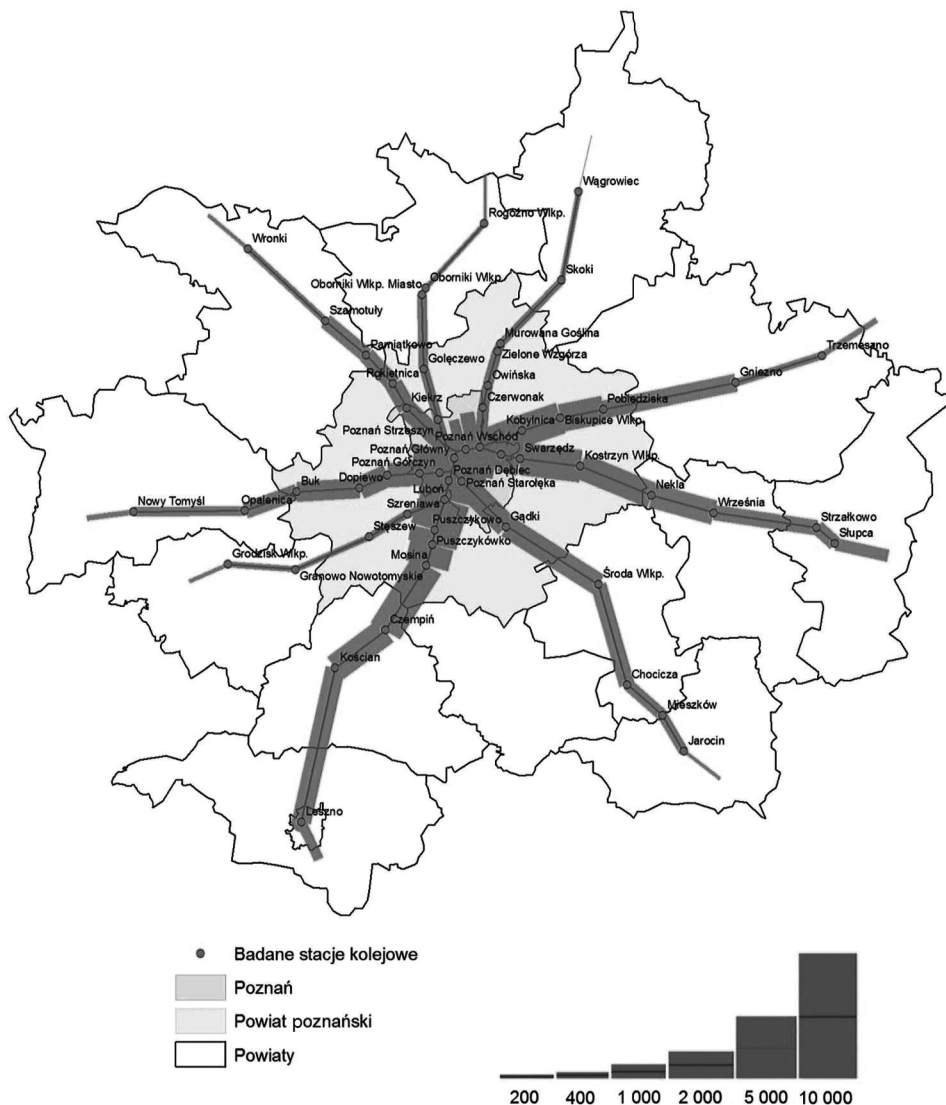 Wągrowiec
Rogoźno Wlkp.
Wronki
Skoki
Oborniki Wlkp.
Oborniki Wlkp. Miasto
Szamotuły
Murowana Goślina
Pamiątkowo
Zielone Wzgórza
Trzemeszno
Golęczewo
Rokietnica
Gniezno
Owińska
Kiekrz
Czerwonak
Pobiedziska
Biskupice Wlkp.
Kobylnica
Poznań Strzeszyn
Poznań Wschód
Poznań Główny
Swarzędz
Kostrzyn Wlkp.
Poznań Górczyn
Poznań Dębiec
Buk
Dopiewo
Poznań Starołęka
Luboń
Nekla
Nowy Tomyśl
Opalenica
Szreniawa
Września
Gądki
Puszczykowo
Stęszew
Strzałkowo
Słupca
Puszczykówko
Mosina
Grodzisk Wlkp.
Granowo Nowotomyskie
Środa Wlkp.
Czempiń
Kościan
Chocicza
Mieszków
Jarocin
Leszno
Badane stacje kolejowe
Poznań
Powiat poznański
Powiaty
200 400 1 000 2 000 5 000 10 000